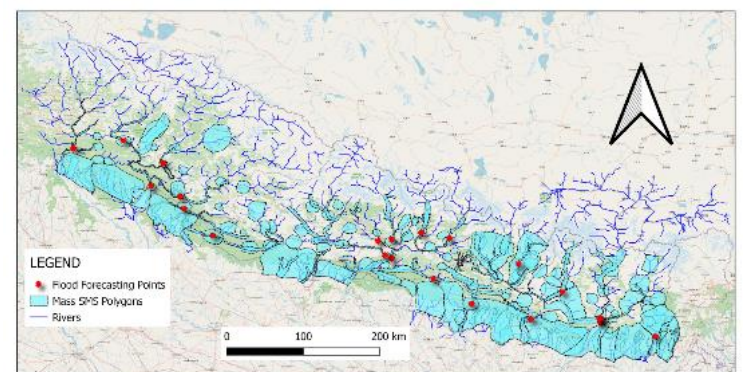 LEGEND
Flood Forecasting Points
Mass SMS Polygons
Rivers
0 100 200 km